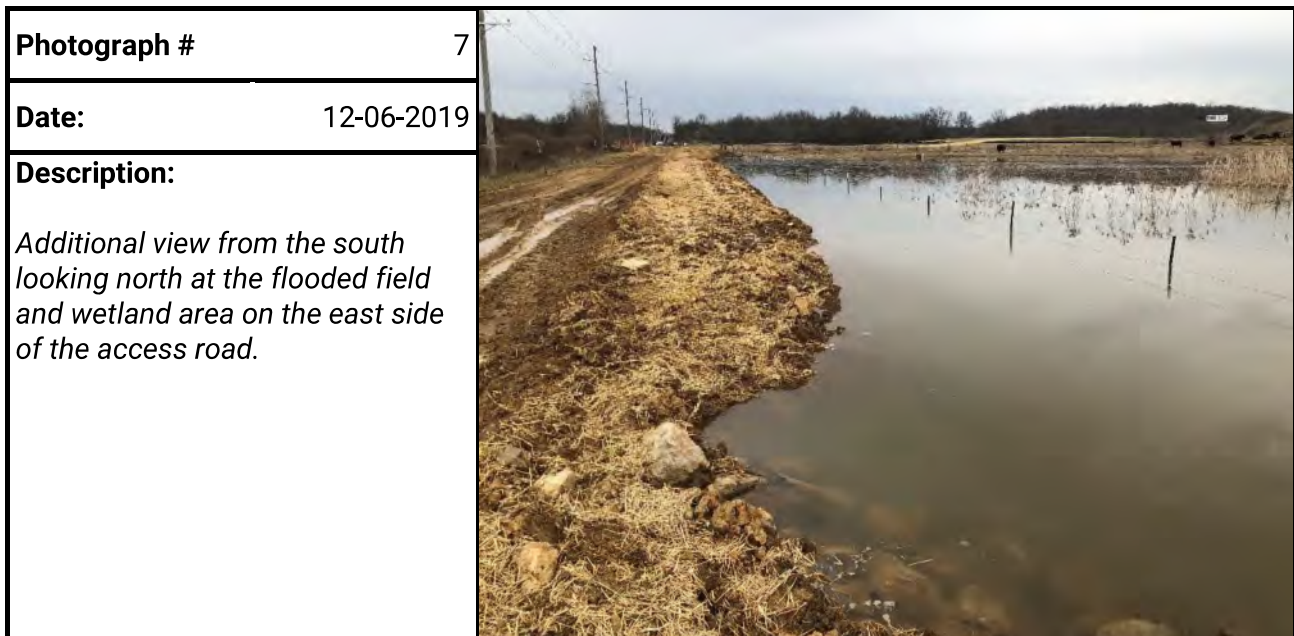 Photograph # 7
Date: 12-06-2019
Description:
Additional view from the south
looking north at the flooded field
and wetland area on the east side
of the access road.